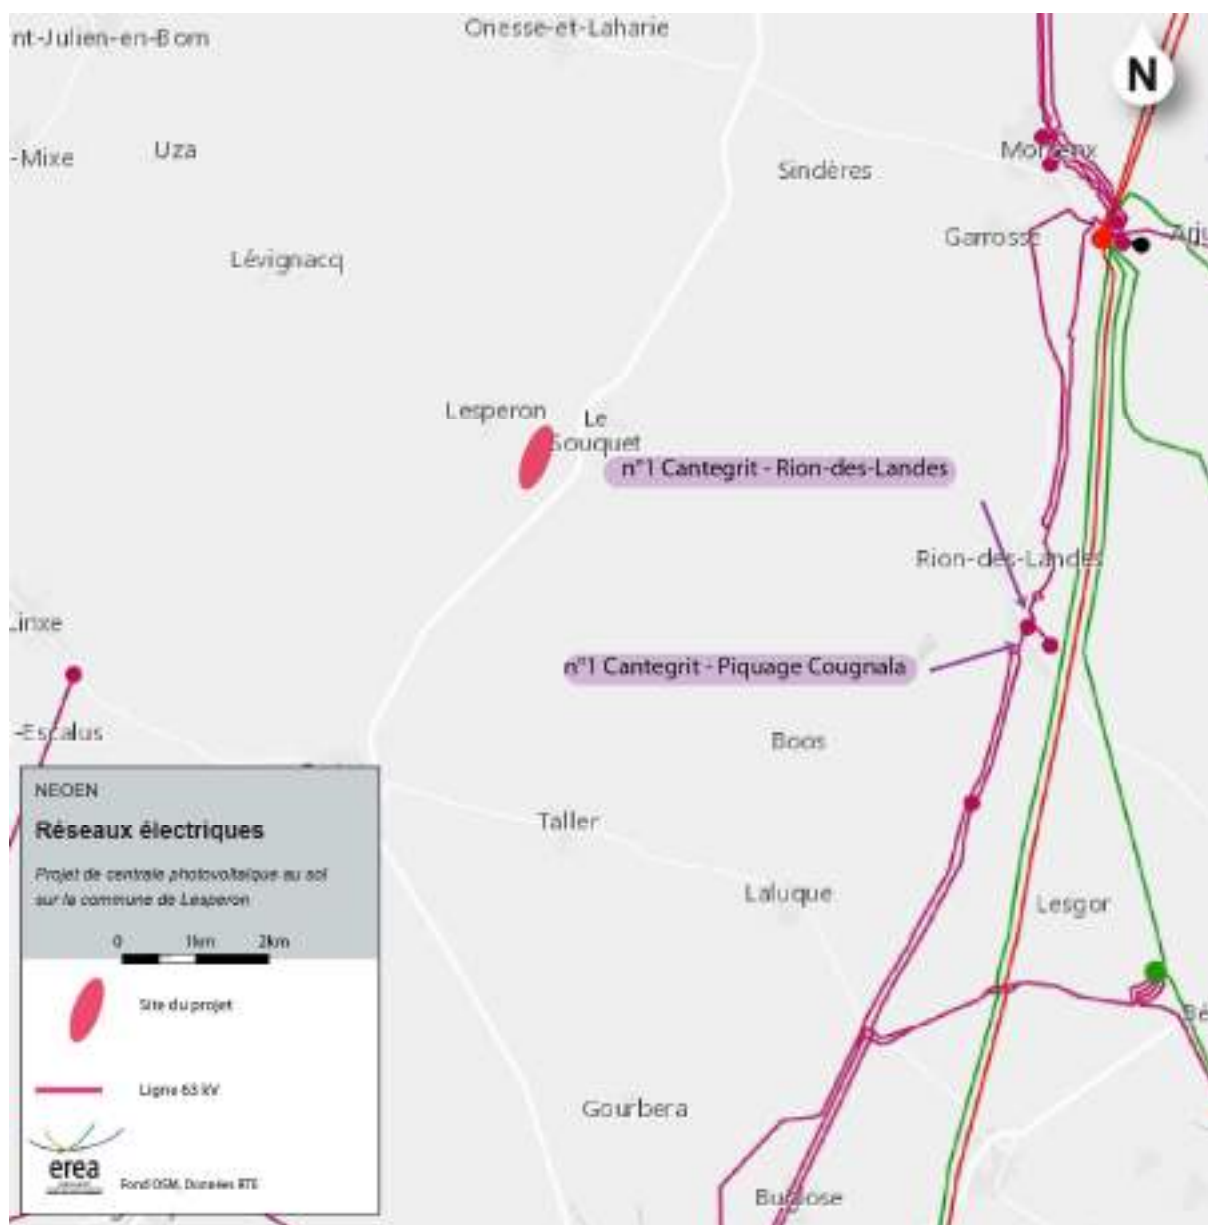 nt-Julien-en-Born
Onesse-et-Laharie
N
-Mixe
Uza
Morcenx
Sindères
Garrosse
Arju
Lévignacq
Lesperon
Le
Souquet
n°1 Cantegrit - Rion-des-Landes
Rion-des-Landes
Linxe
n°1 Cantegrit - Piquage Cougnala
-Escalus
Boos
NEOEN
Réseaux électriques
Projet de centrale photovoltaïque au sol
sur la commune de Lesperon
0 1km 2km
Taller
Laluque
Lesgor
Site du projet
Bé
Ligne 63 kV
Gourbera
erea
Fond OSM, Données RTE